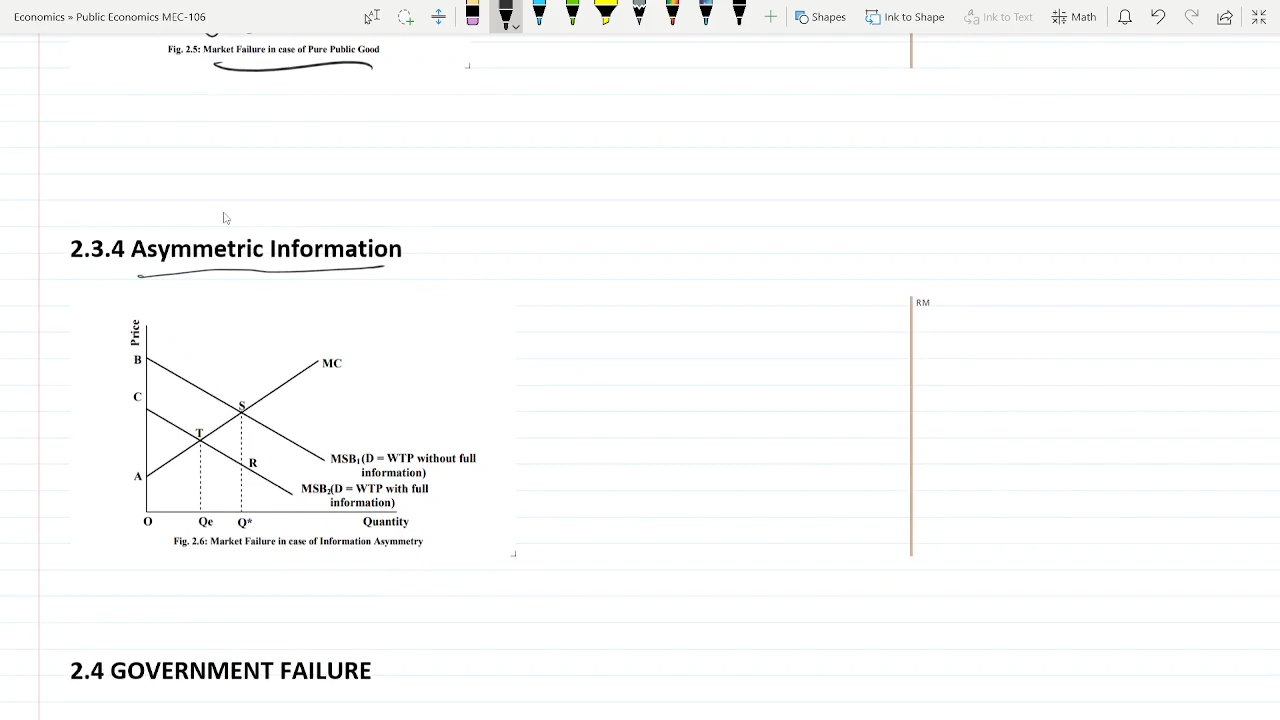 Economics » Public Economics MEC-106
Shapes
Ink to Shape
Ink to Text
Math
Fig. 2.5: Market Failure in case of Pure Public Good
2.3.4 Asymmetric Information
RM
Price
B
MC
C
S
T
R
MSB₁(D = WTP without full
information)
A
MSB₂(D = WTP with full
information)
O
Qe
Q*
Quantity
Fig. 2.6: Market Failure in case of Information Asymmetry
2.4 GOVERNMENT FAILURE